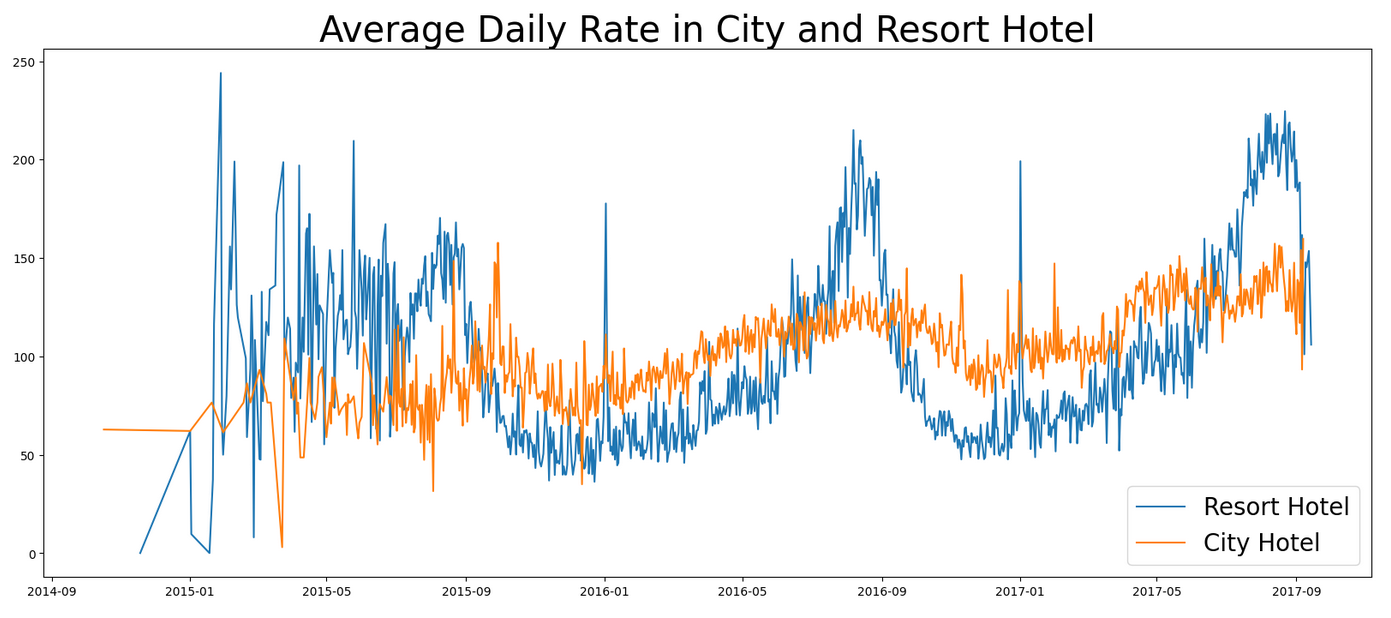 Average Daily Rate in City and Resort Hotel
250
200
150
100
50
0
Resort Hotel
City Hotel
2014-09 2015-01 2015-05 2015-09 2016-01 2016-05 2016-09 2017-01 2017-05 2017-09